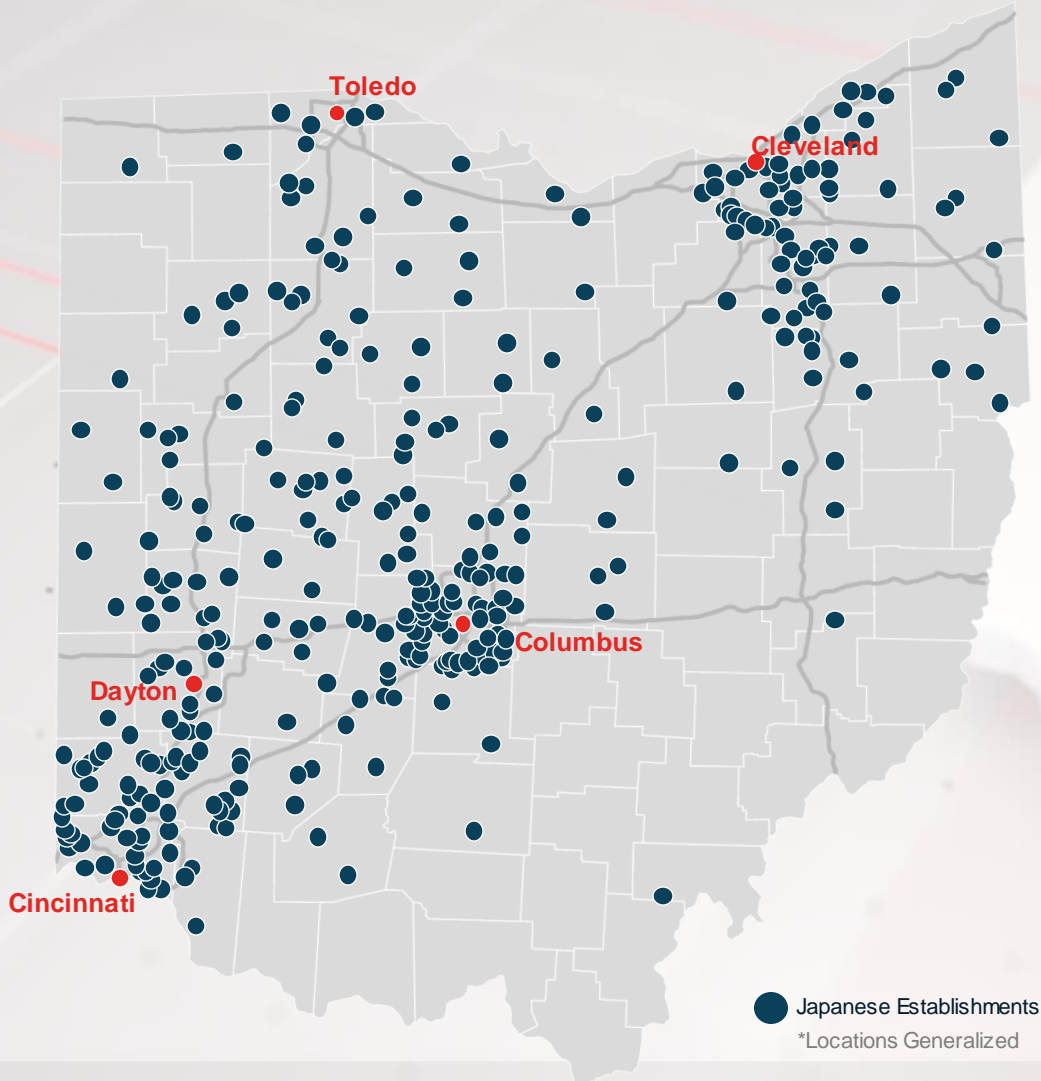 Toledo
Cleveland
Columbus
Dayton
Cincinnati
Japanese Establishments
*Locations Generalized